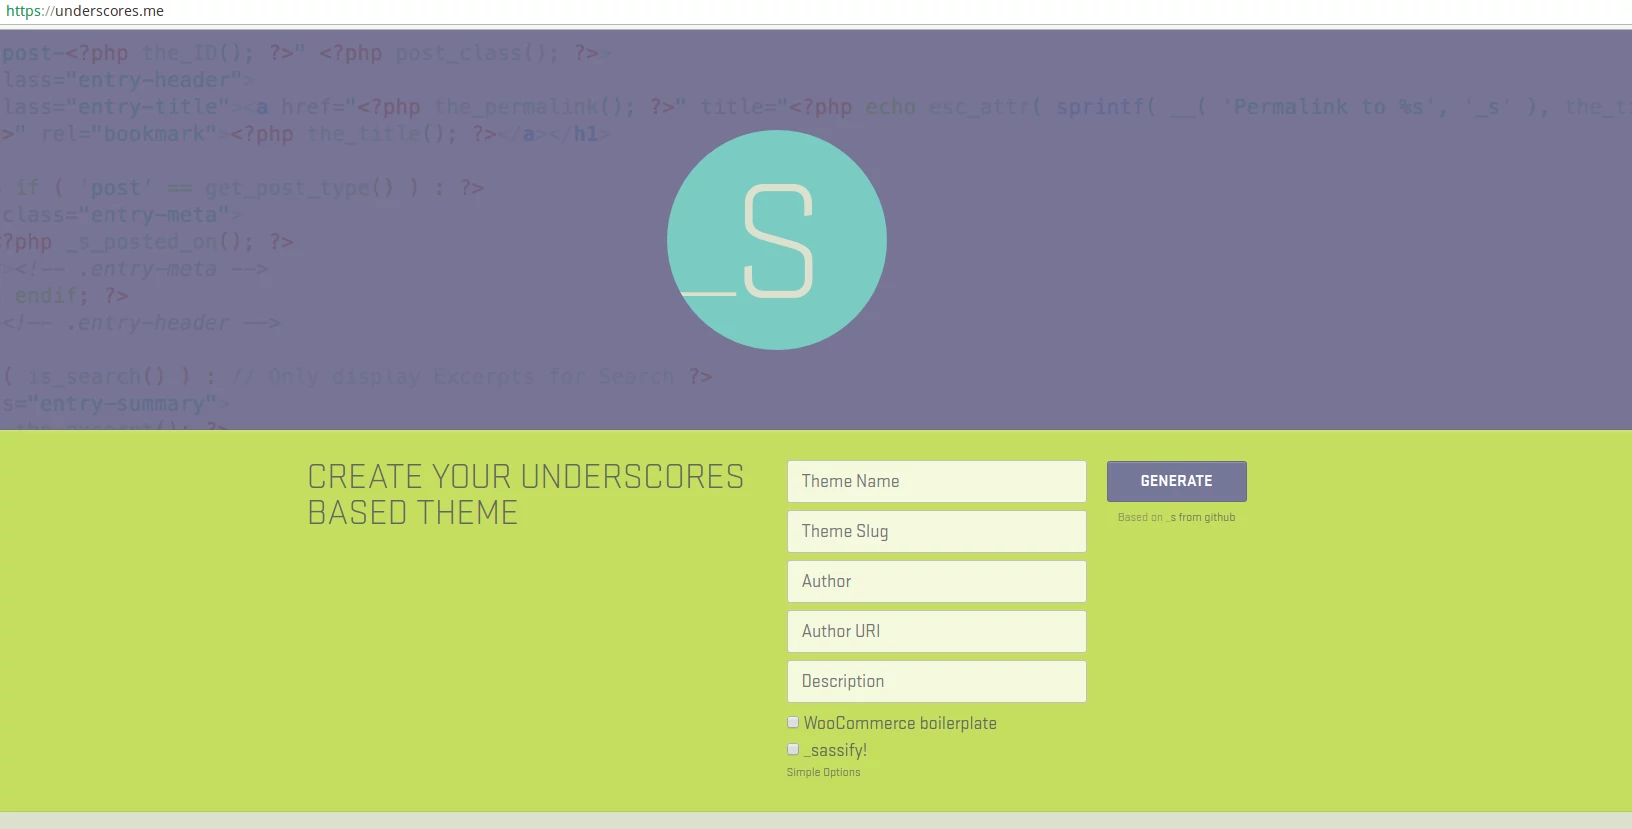 https://underscores.me
post-<?php the_ID(); ?>" <?php post_class(); ?>>
lass="entry-header">
lass="entry-title"><a href="<?php the_permalink(); ?>" title="<?php echo esc_attr( sprintf( __( 'Permalink to %s', '_s' ), the_t
>" rel="bookmark"><?php the_title(); ?></a></h1>
if ( 'post' == get_post_type() ) : ?>
class="entry-meta">
<?php _s_posted_on(); ?>
><!-- .entry-meta -->
endif; ?>
<!-- .entry-header -->
( is_search() ) : // Only display Excerpts for Search ?>
s="entry-summary">
the_excerpt(); ?>
_S
CREATE YOUR UNDERSCORES
BASED THEME
Theme Name
Theme Slug
Author
Author URI
Description
WooCommerce boilerplate
_sassify!
Simple Options
GENERATE
Based on _s from github